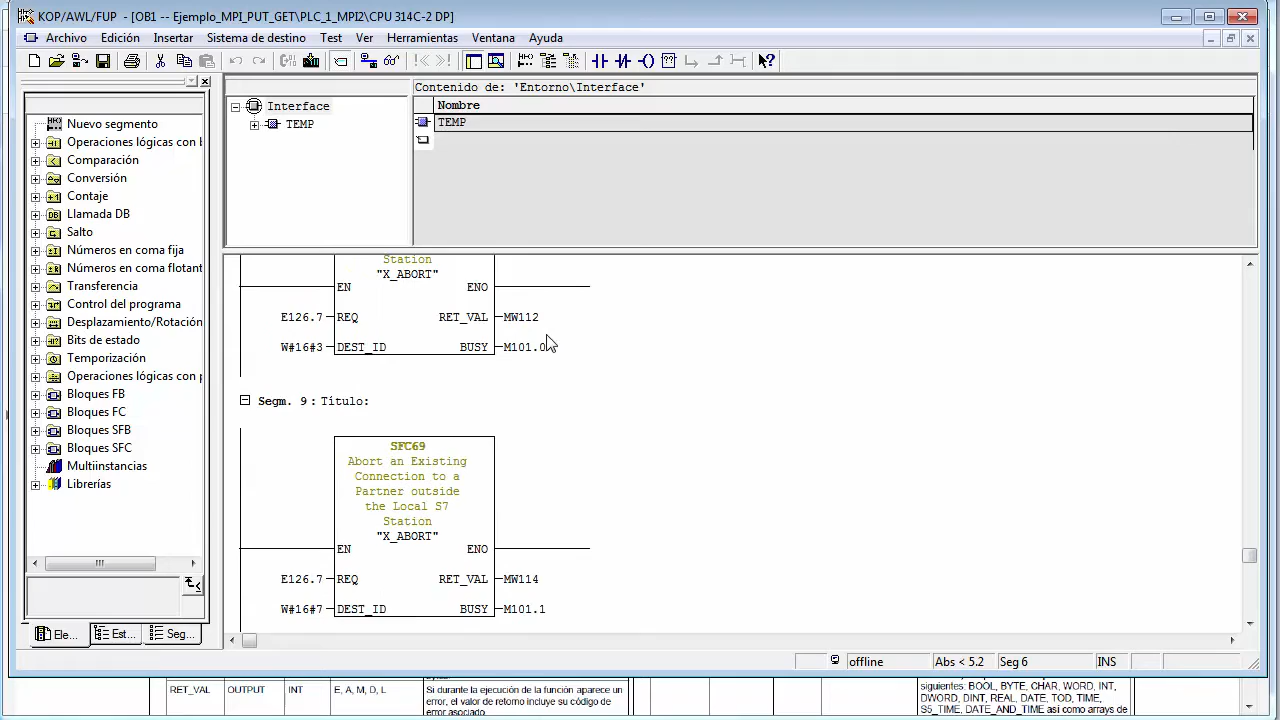 KOP/AWL/FUP - [OB1 -- Ejemplo_MPI_PUT_GET\PLC_1_MPI2\CPU 314C-2 DP]
Archivo Edición Insertar Sistema de destino Test Ver Herramientas Ventana Ayuda
Contenido de: 'Entorno\Interface'
Interface
TEMP
Nombre
TEMP
Nuevo segmento
Operaciones lógicas con b
Comparación
Conversión
Contaje
Llamada DB
Salto
Números en coma fija
Números en coma flotant
Transferencia
Control del programa
Desplazamiento/Rotación
Bits de estado
Temporización
Operaciones lógicas con p
Bloques FB
Bloques FC
Bloques SFB
Bloques SFC
Multiinstancias
Librerías
Ele...
Est...
Seg...
Station
"X_ABORT"
EN ENO
E126.7 REQ RET_VAL MW112
W#16#3 DEST_ID BUSY M101.0
Segm. 9 : Título:
SFC69
Abort an Existing
Connection to a
Partner outside
the Local S7
Station
"X_ABORT"
EN ENO
E126.7 REQ RET_VAL MW114
W#16#7 DEST_ID BUSY M101.1
offline Abs < 5.2 Seg 6 INS
RET_VAL OUTPUT INT E, A, M, D, L
Si durante la ejecución de la función aparece un
error, el valor de retorno incluye su código de
error asociado.
siguientes: BOOL, BYTE, CHAR, WORD, INT,
DWORD, DINT, REAL, DATE, TOD, TIME,
S5_TIME, DATE_AND_TIME así como arrays de